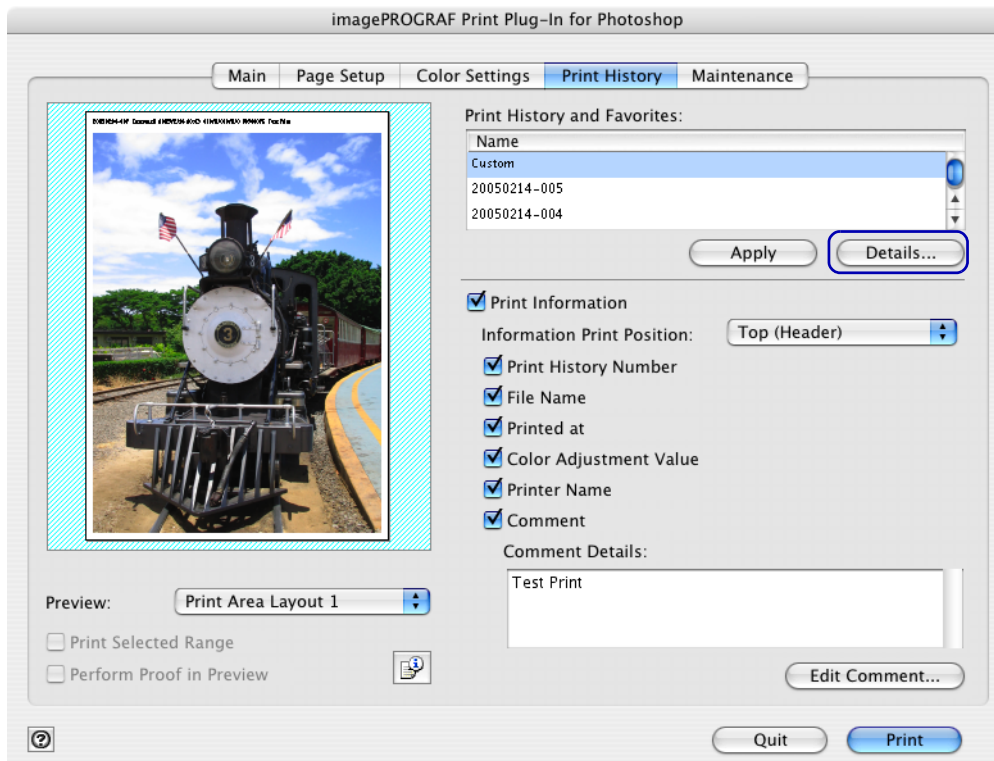 imagePROGRAF Print Plug-In for Photoshop
Main Page Setup Color Settings Print History Maintenance
Print History and Favorites:
Name
Custom
20050214-005
20050214-004
Apply Details...
Print Information
Information Print Position: Top (Header)
Print History Number
File Name
Printed at
Color Adjustment Value
Printer Name
Comment
Comment Details:
Test Print
Edit Comment...
3
Preview: Print Area Layout 1
Print Selected Range
Perform Proof in Preview
Quit Print